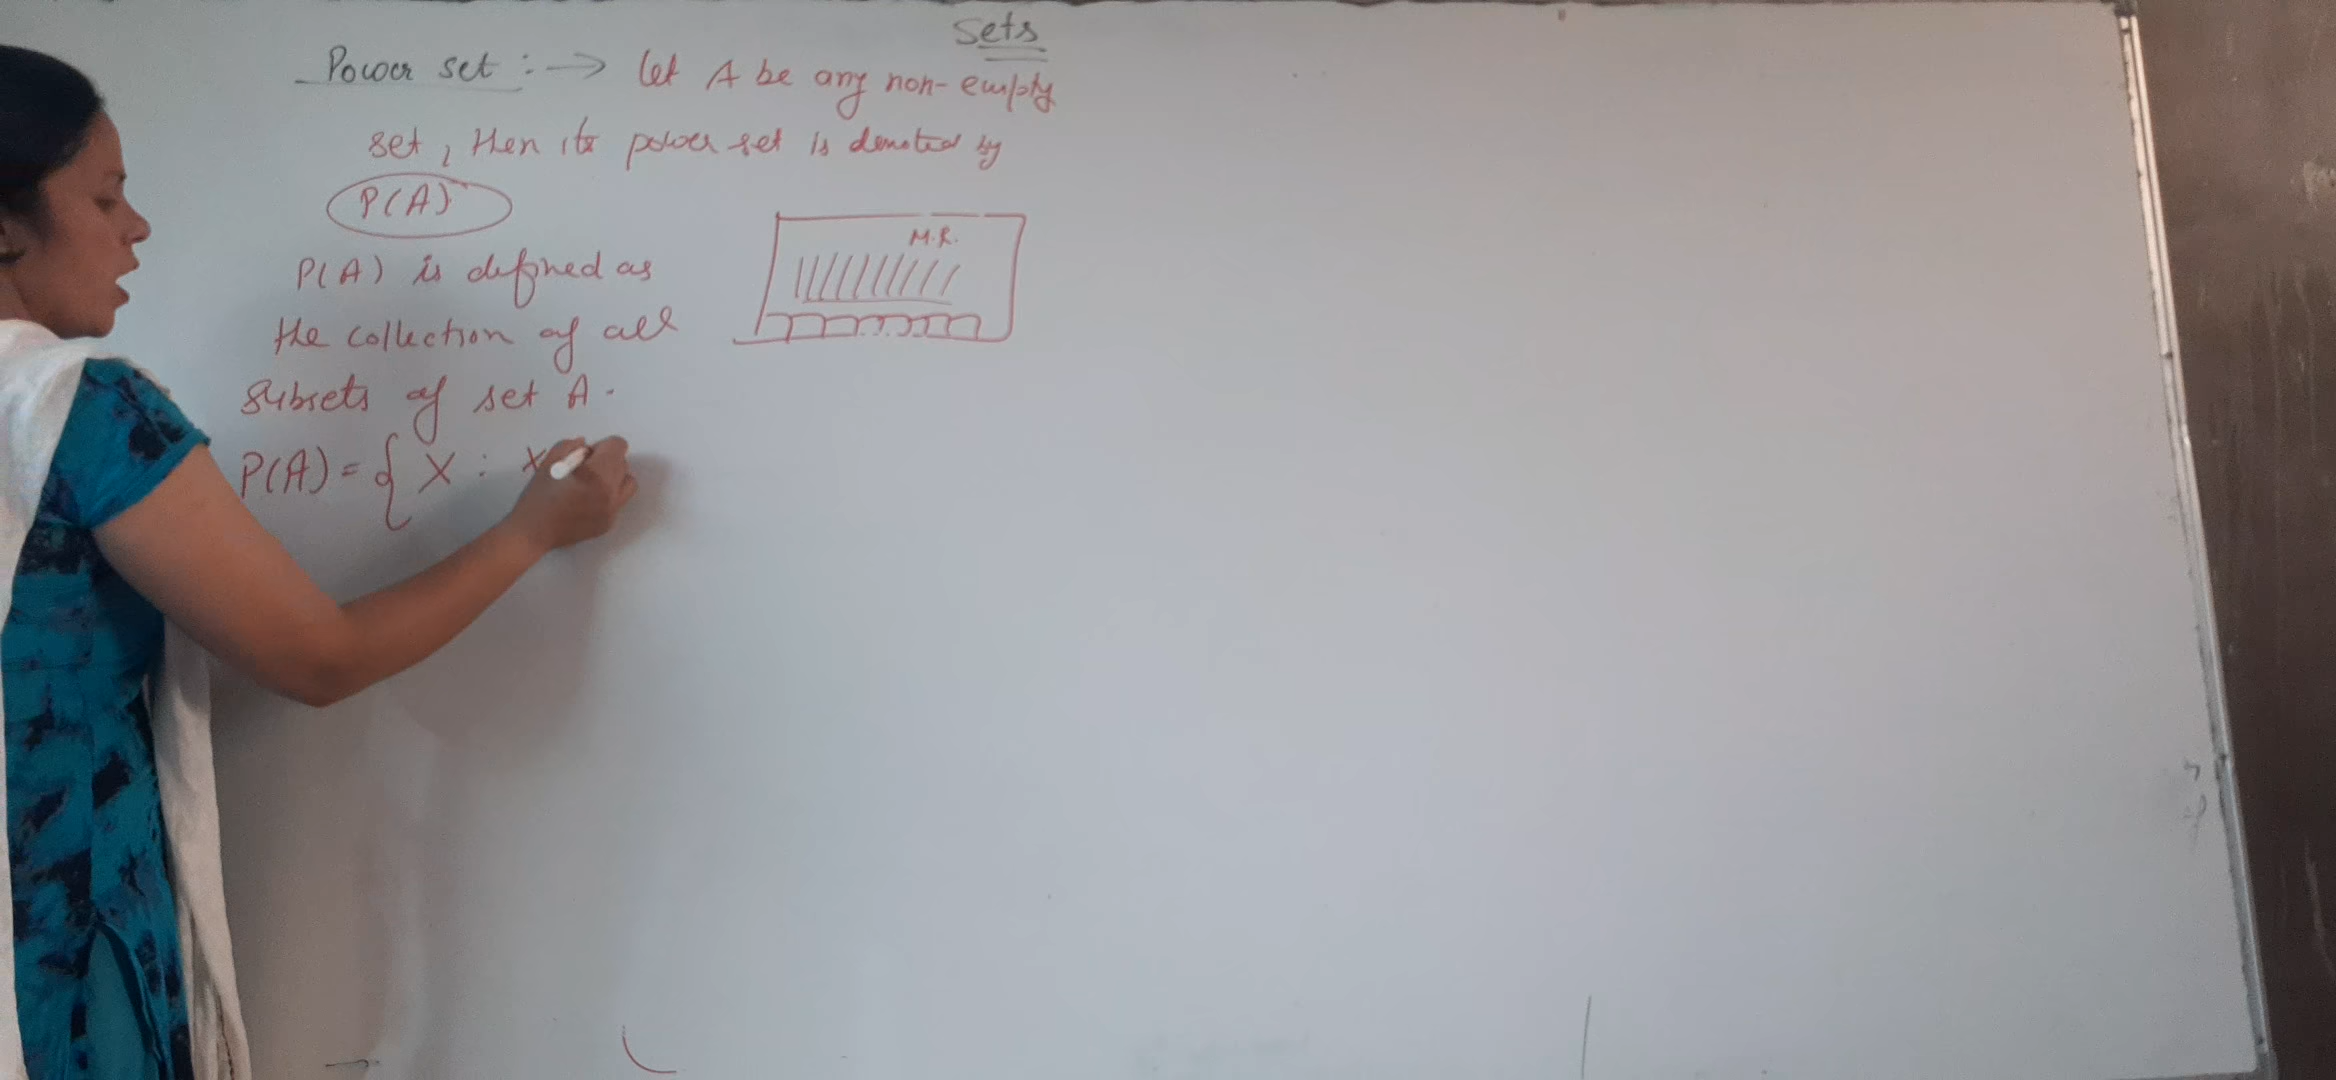 Sets
Power set :→ let A be any non-empty
set, then its power set is denoted by
P(A)
M.R.
P(A) is defined as
the collection of all
subsets of set A.
P(A) = { X : X